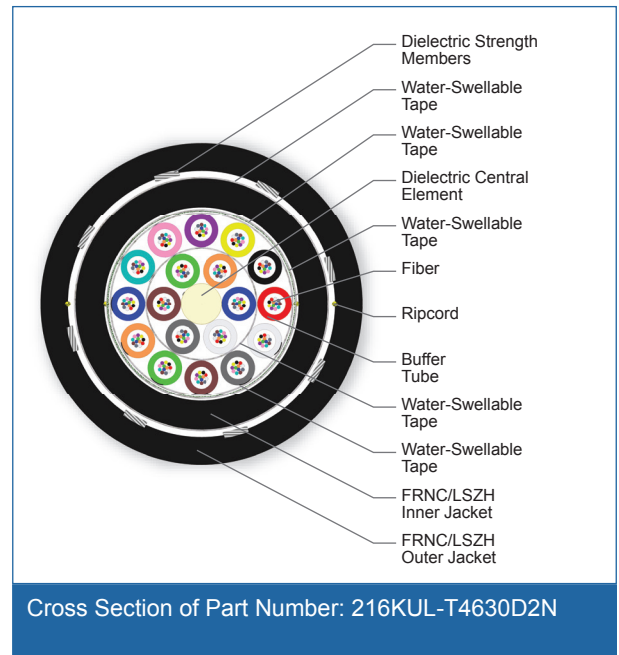 Dielectric Strength
Members
Water-Swellable
Tape
Water-Swellable
Tape
Dielectric Central
Element
Water-Swellable
Tape
Fiber
Ripcord
Buffer
Tube
Water-Swellable
Tape
Water-Swellable
Tape
FRNC/LSZH
Inner Jacket
FRNC/LSZH
Outer Jacket
Cross Section of Part Number: 216KUL-T4630D2N